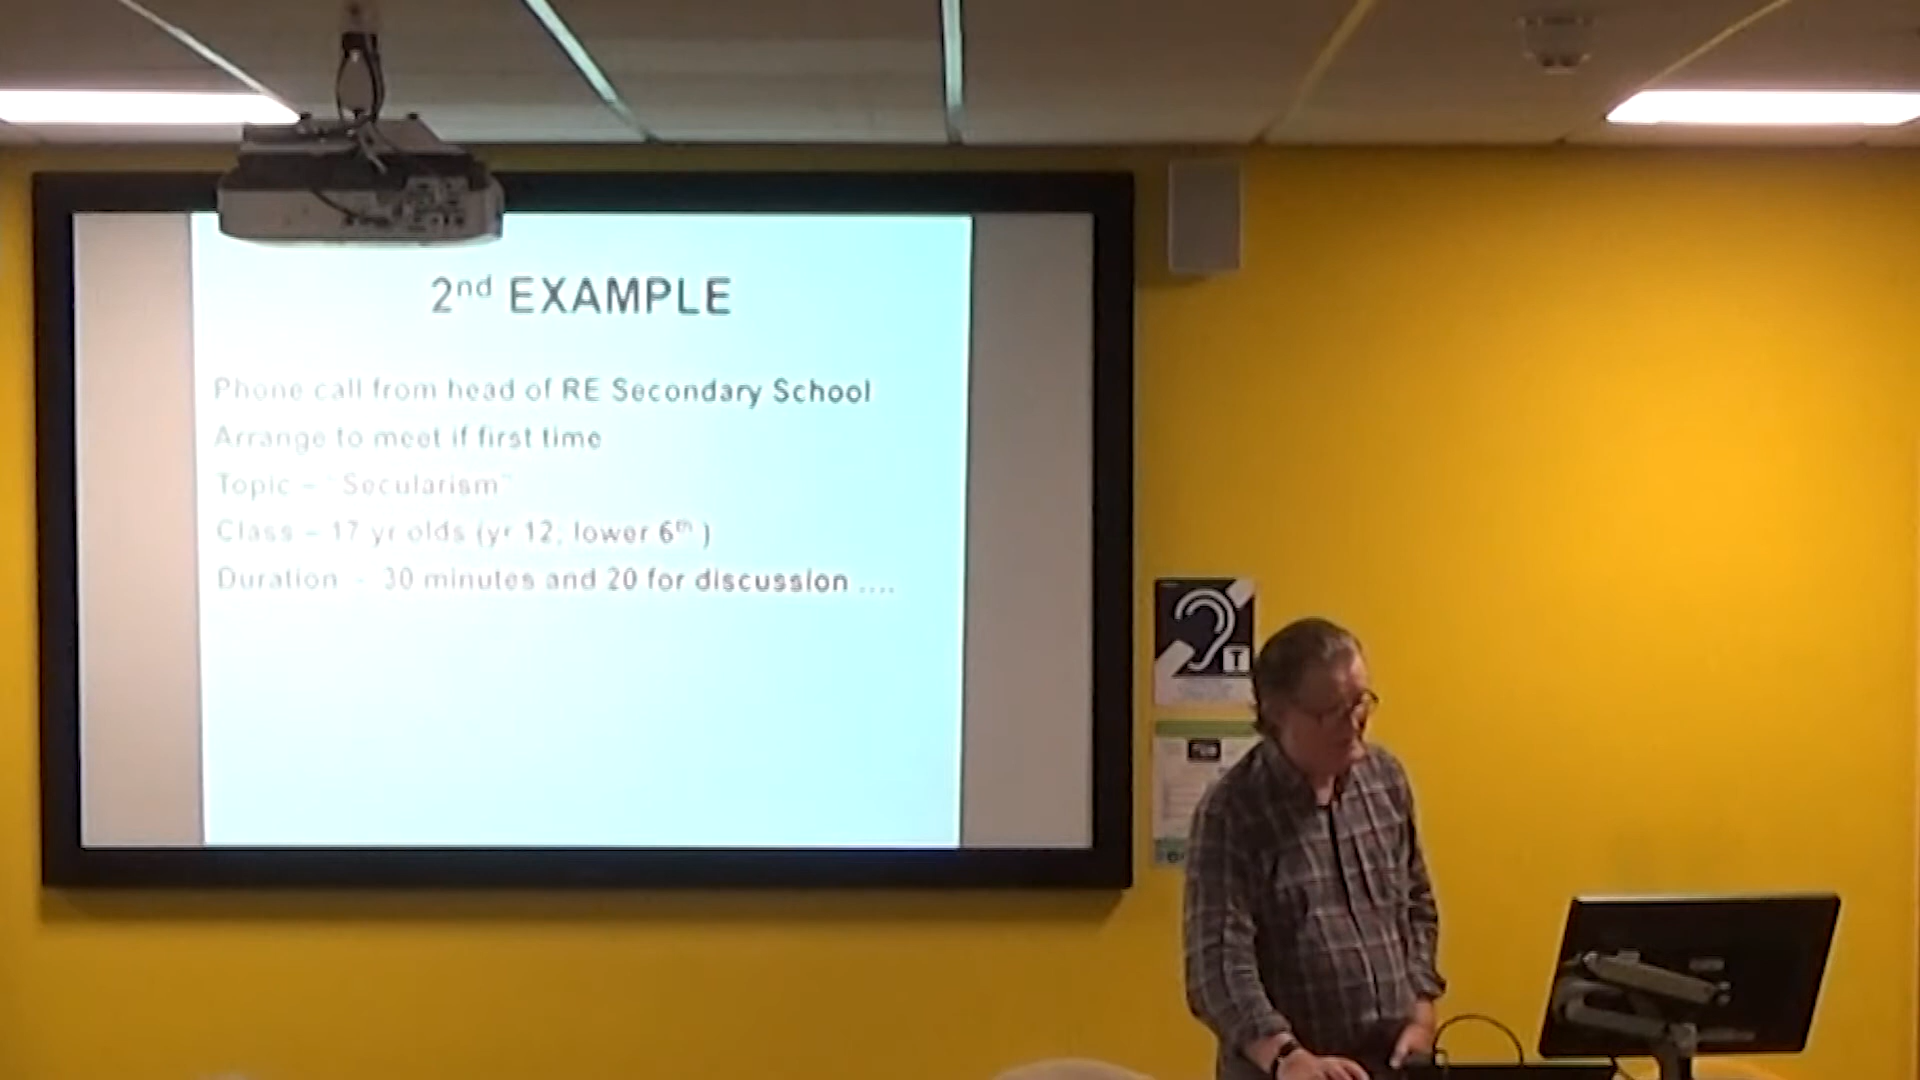 2nd EXAMPLE
Phone call from head of RE Secondary School
Arrange to meet if first time
Topic – "Secularism"
Class – 17 yr olds (yr 12, lower 6th )
Duration - 30 minutes and 20 for discussion ....
T